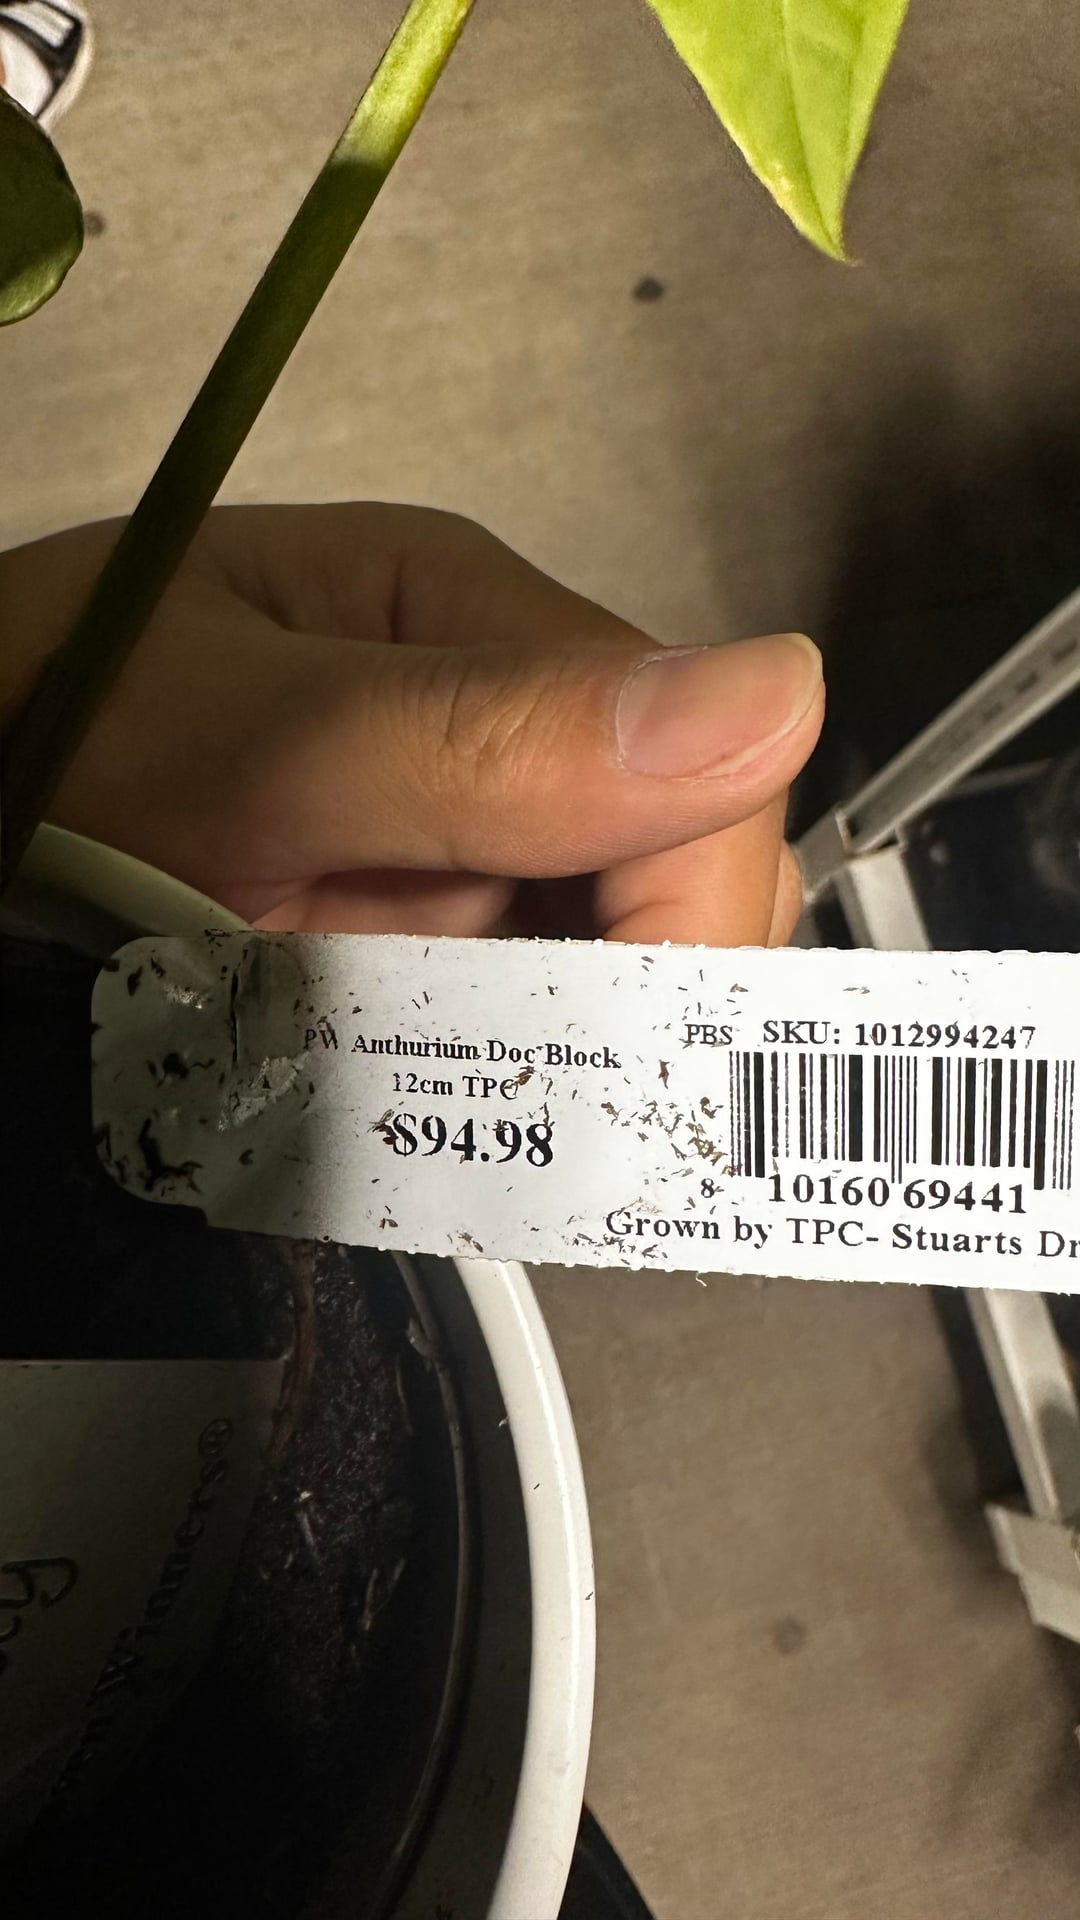 PW Anthurium Doc Block
12cm TPC
$94.98
PBS SKU: 1012994247
8 10160 69441
Grown by TPC- Stuarts Dr
Winners®